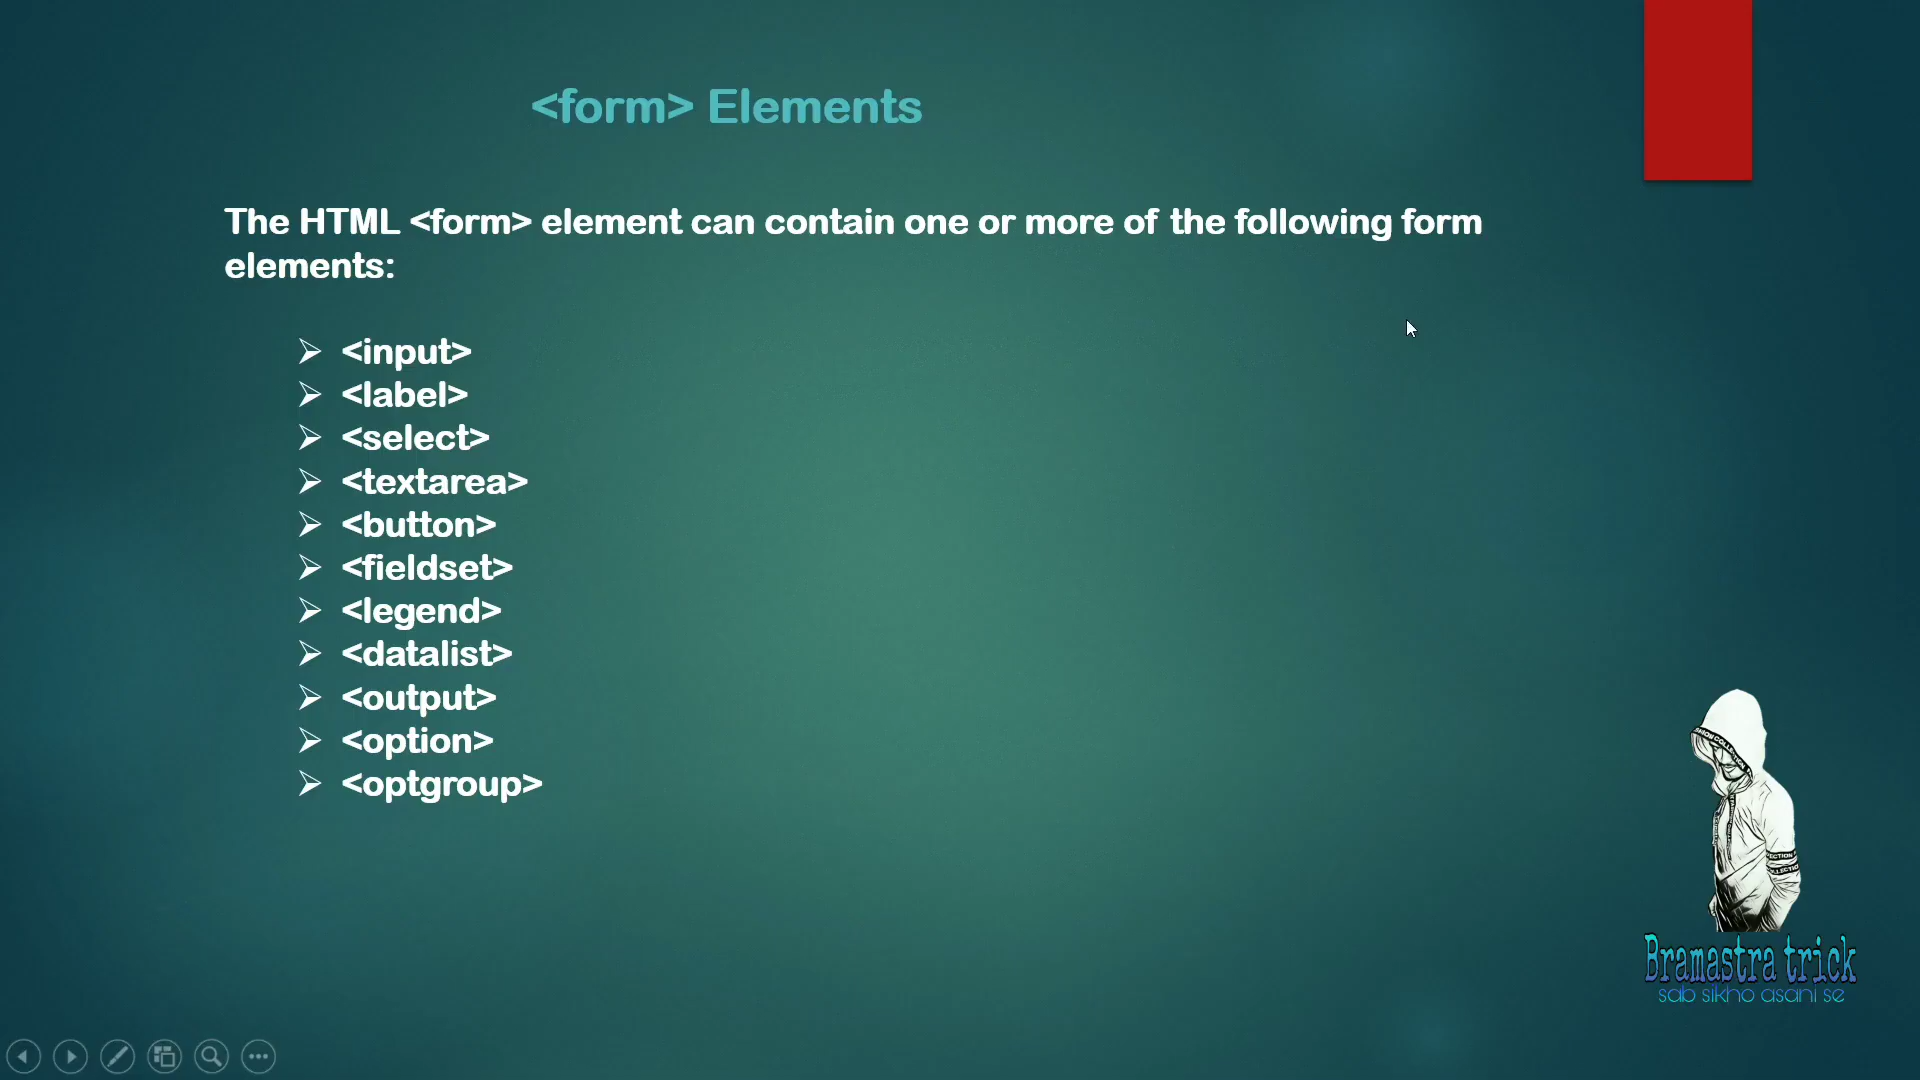 <form> Elements
The HTML <form> element can contain one or more of the following form
elements:
<input>
<label>
<select>
<textarea>
<button>
<fieldset>
<legend>
<datalist>
<output>
<option>
<optgroup>
Bramastra trick
sab sikho asani se